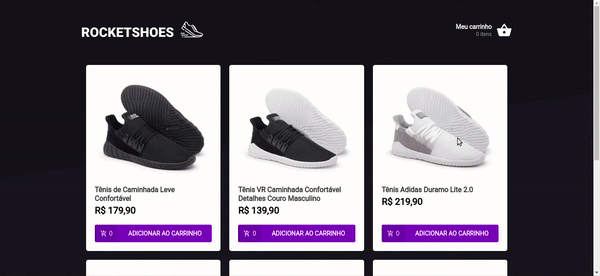 ROCKETSHOES
Meu carrinho
0 itens
Tênis de Caminhada Leve
Confortável
R$ 179,90
0 ADICIONAR AO CARRINHO
Tênis VR Caminhada Confortável
Detalhes Couro Masculino
R$ 139,90
0 ADICIONAR AO CARRINHO
Tênis Adidas Duramo Lite 2.0
R$ 219,90
0 ADICIONAR AO CARRINHO